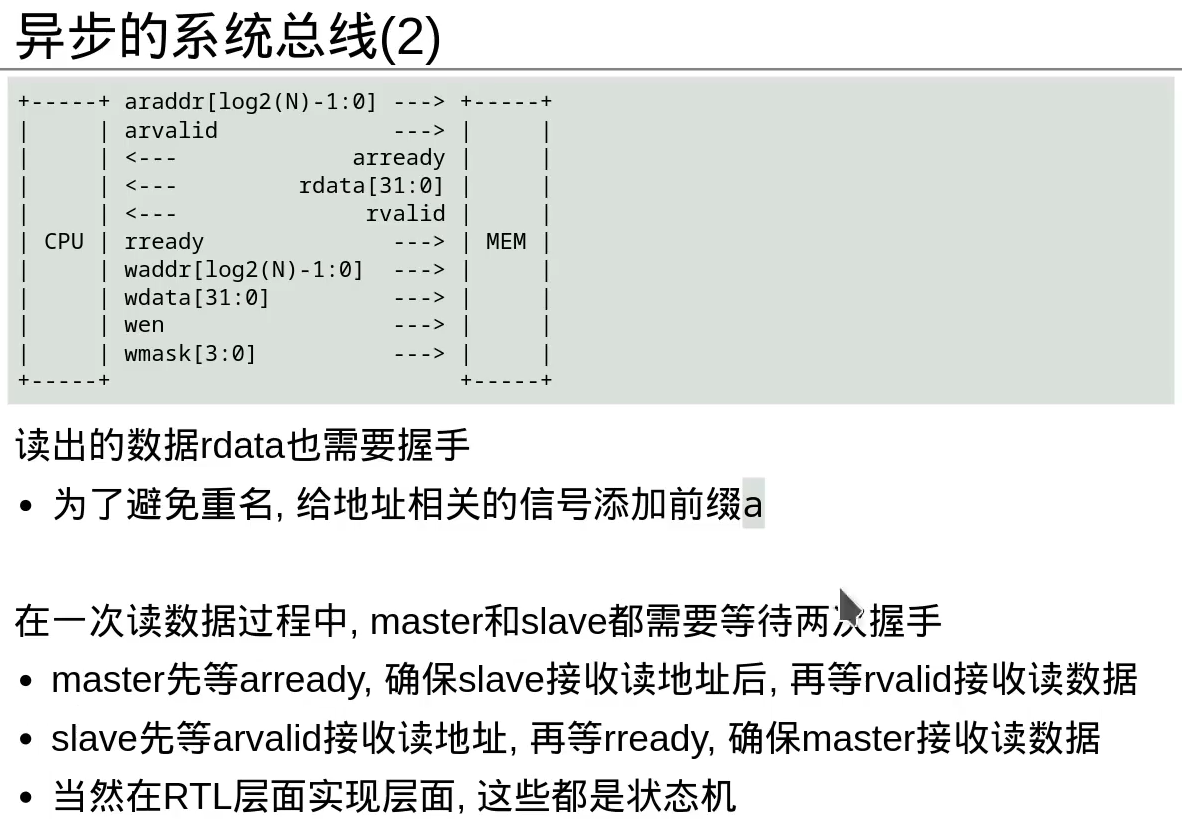 异步的系统总线(2)
+-----+ araddr[log2(N)-1:0] ---> +-----+
|     | arvalid             ---> |     |
|     | <---             arready |     |
|     | <---         rdata[31:0] |     |
|     | <---              rvalid |     |
| CPU | rready              ---> | MEM |
|     | waddr[log2(N)-1:0]  ---> |     |
|     | wdata[31:0]         ---> |     |
|     | wen                 ---> |     |
|     | wmask[3:0]          ---> |     |
+-----+                          +-----+
读出的数据rdata也需要握手
• 为了避免重名, 给地址相关的信号添加前缀a
在一次读数据过程中, master和slave都需要等待两次握手
• master先等arready, 确保slave接收读地址后, 再等rvalid接收读数据
• slave先等arvalid接收读地址, 再等rready, 确保master接收读数据
• 当然在RTL层面实现层面, 这些都是状态机